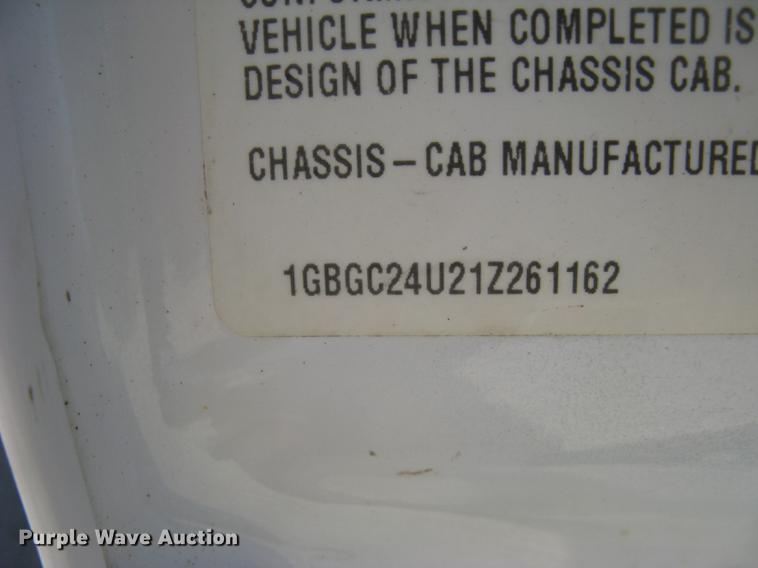 VEHICLE WHEN COMPLETED IS
DESIGN OF THE CHASSIS CAB.
CHASSIS – CAB MANUFACTURED
1GBGC24U21Z261162
Purple Wave Auction